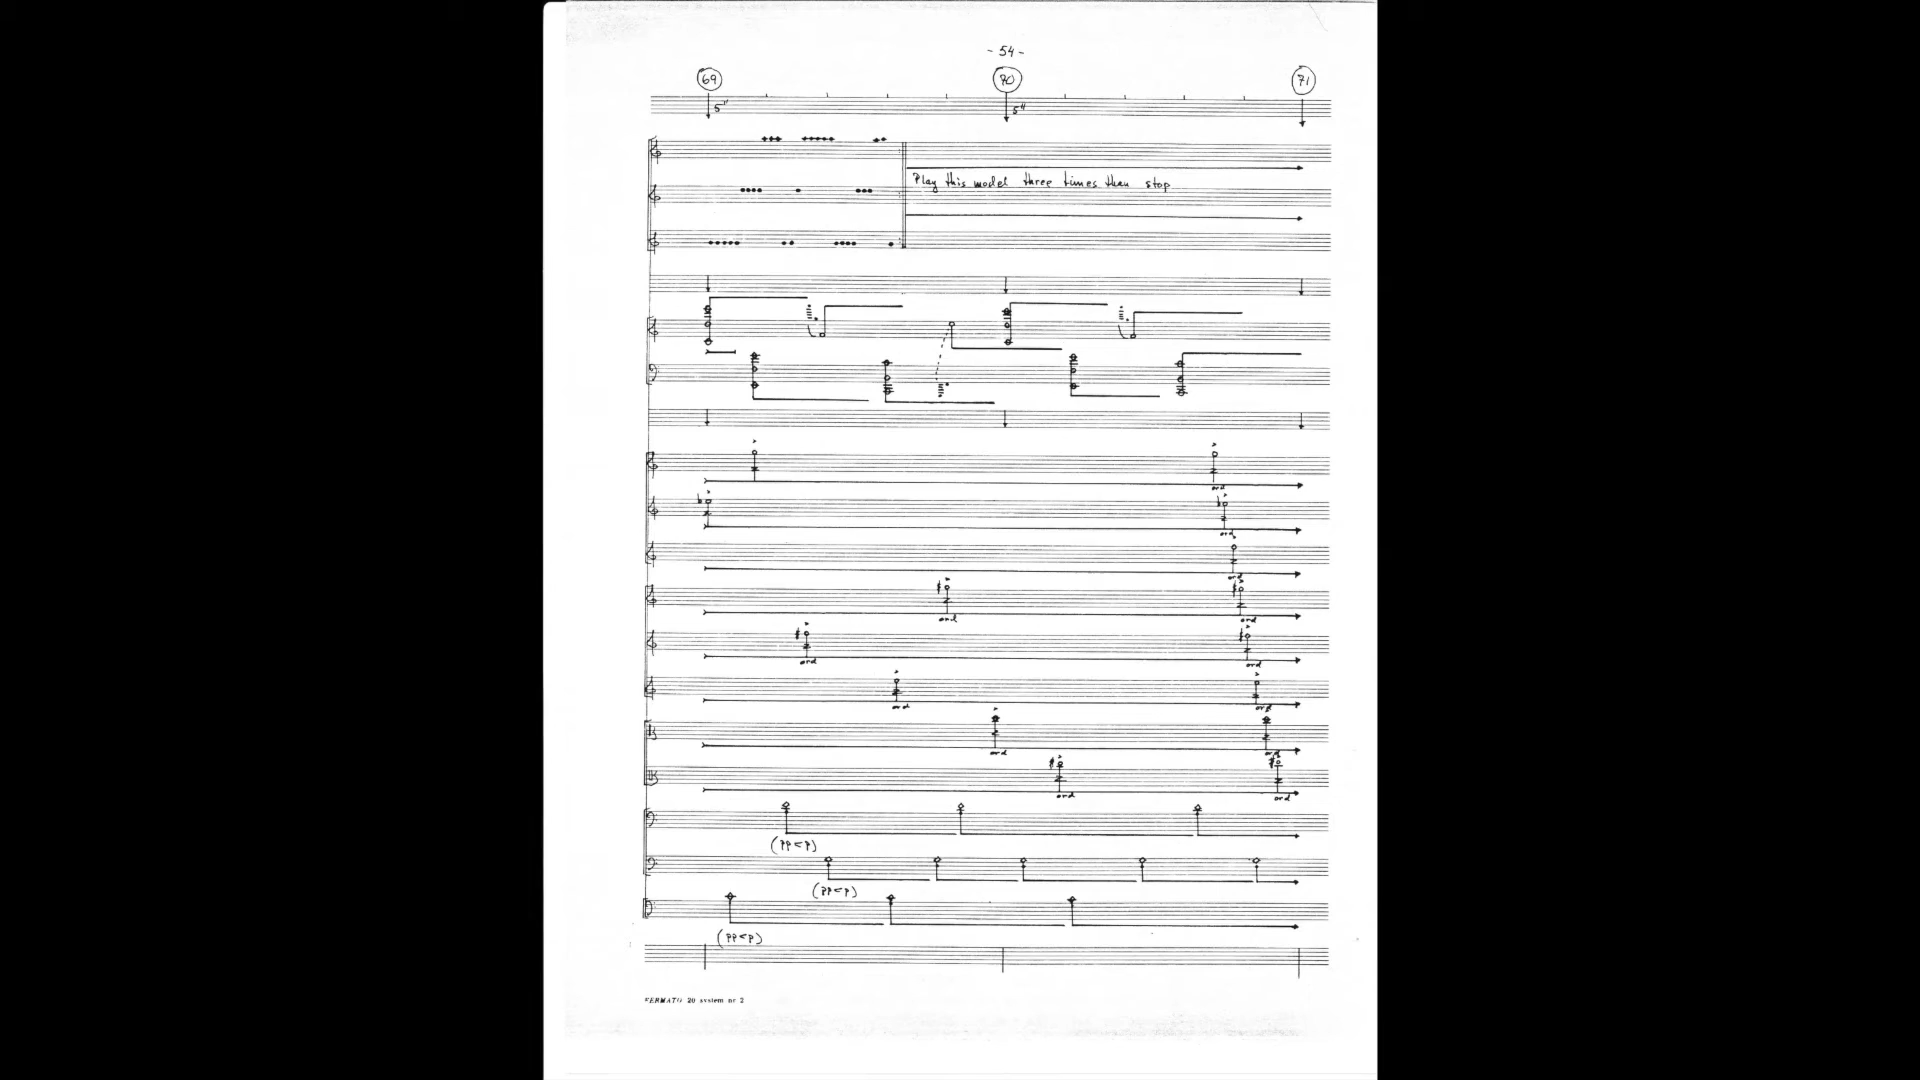 - 54 -
69 70 71
5" 5"
Play this model three times then stop
ord
ord
ord
ord ord
ord ord
ord ord
ord ord
ord ord
(pp<p)
(pp<p)
(pp<p)
FERMATO 20 system nr 2